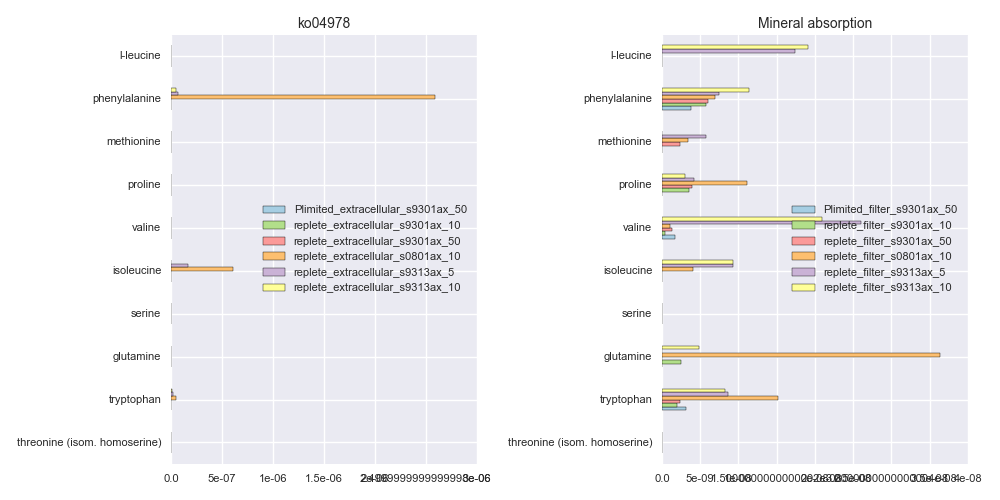 ko04978
l-leucine
phenylalanine
methionine
proline
valine
isoleucine
serine
glutamine
tryptophan
threonine (isom. homoserine)
Plimited_extracellular_s9301ax_50
replete_extracellular_s9301ax_10
replete_extracellular_s9301ax_50
replete_extracellular_s0801ax_10
replete_extracellular_s9313ax_5
replete_extracellular_s9313ax_10
0.0 5e-07 1e-06 1.5e-06 3e-06
Mineral absorption
l-leucine
phenylalanine
methionine
proline
valine
isoleucine
serine
glutamine
tryptophan
threonine (isom. homoserine)
Plimited_filter_s9301ax_50
replete_filter_s9301ax_10
replete_filter_s9301ax_50
replete_filter_s0801ax_10
replete_filter_s9313ax_5
replete_filter_s9313ax_10
0.0 5e-09 4e-08